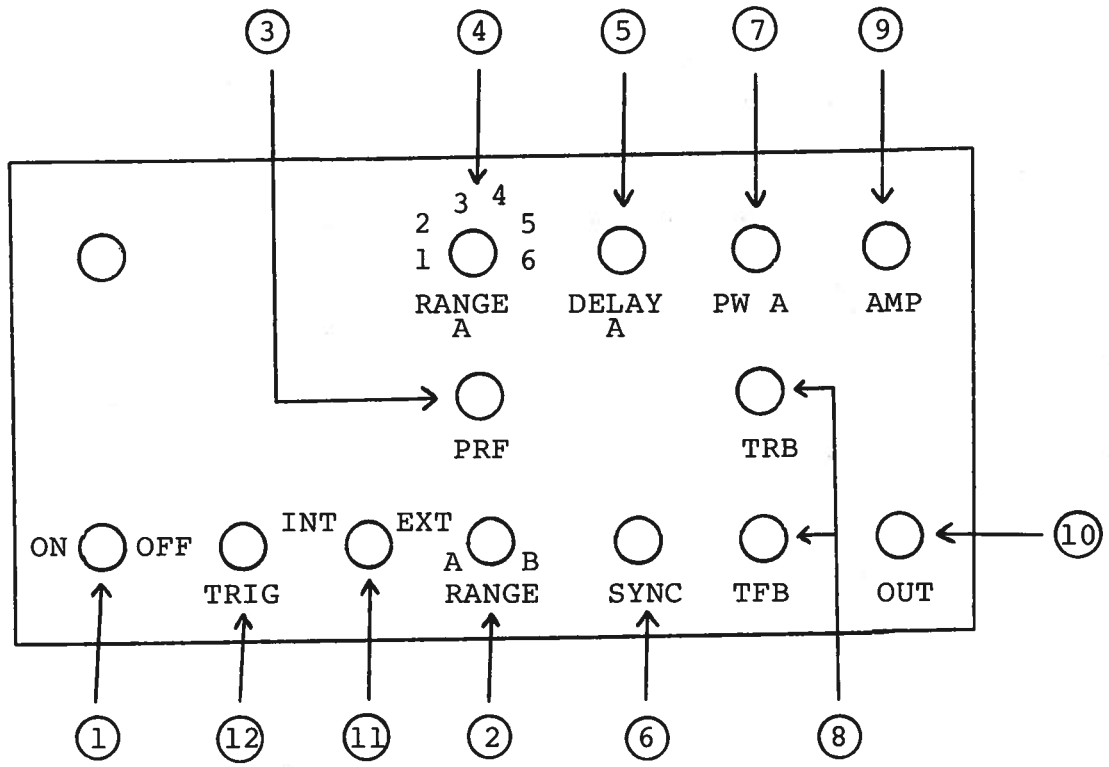 3 4 5 7 9
3 4
2 5
1 6
RANGE DELAY PW A AMP
A A
PRF TRB
INT EXT
ON OFF A B
TRIG RANGE SYNC TFB OUT
10
1 12 11 2 6 8